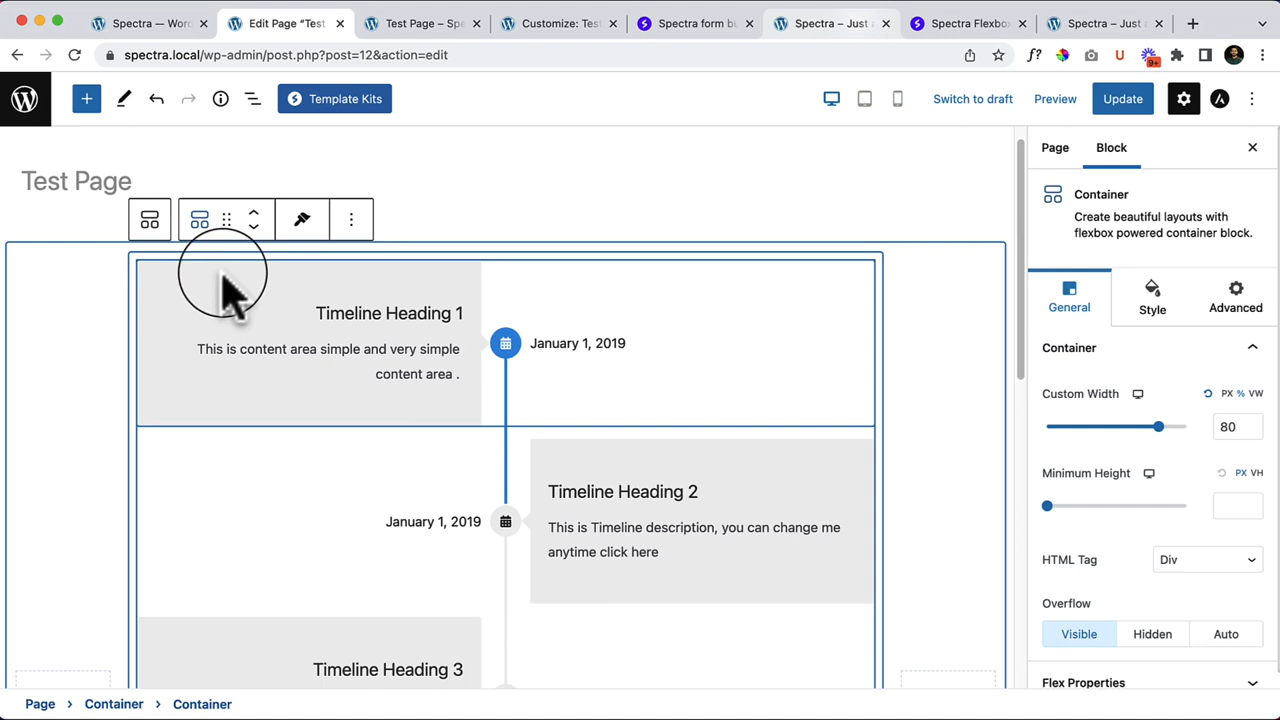 Spectra — Wor
Edit Page "Test
Test Page – Spe
Customize: Test
Spectra form bu
Spectra – Just a
Spectra Flexbo
Spectra – Just a
spectra.local/wp-admin/post.php?post=12&action=edit
f?
U
9+
Template Kits
Switch to draft
Preview
Update
Page
Block
Test Page
Container
Create beautiful layouts with
flexbox powered container block.
General
Style
Advanced
Container
Custom Width
PX % VW
80
Minimum Height
PX VH
HTML Tag
Div
Overflow
Visible
Hidden
Auto
Flex Properties
Timeline Heading 1
This is content area simple and very simple
content area .
January 1, 2019
Timeline Heading 2
This is Timeline description, you can change me
anytime click here
January 1, 2019
Timeline Heading 3
Page > Container > Container